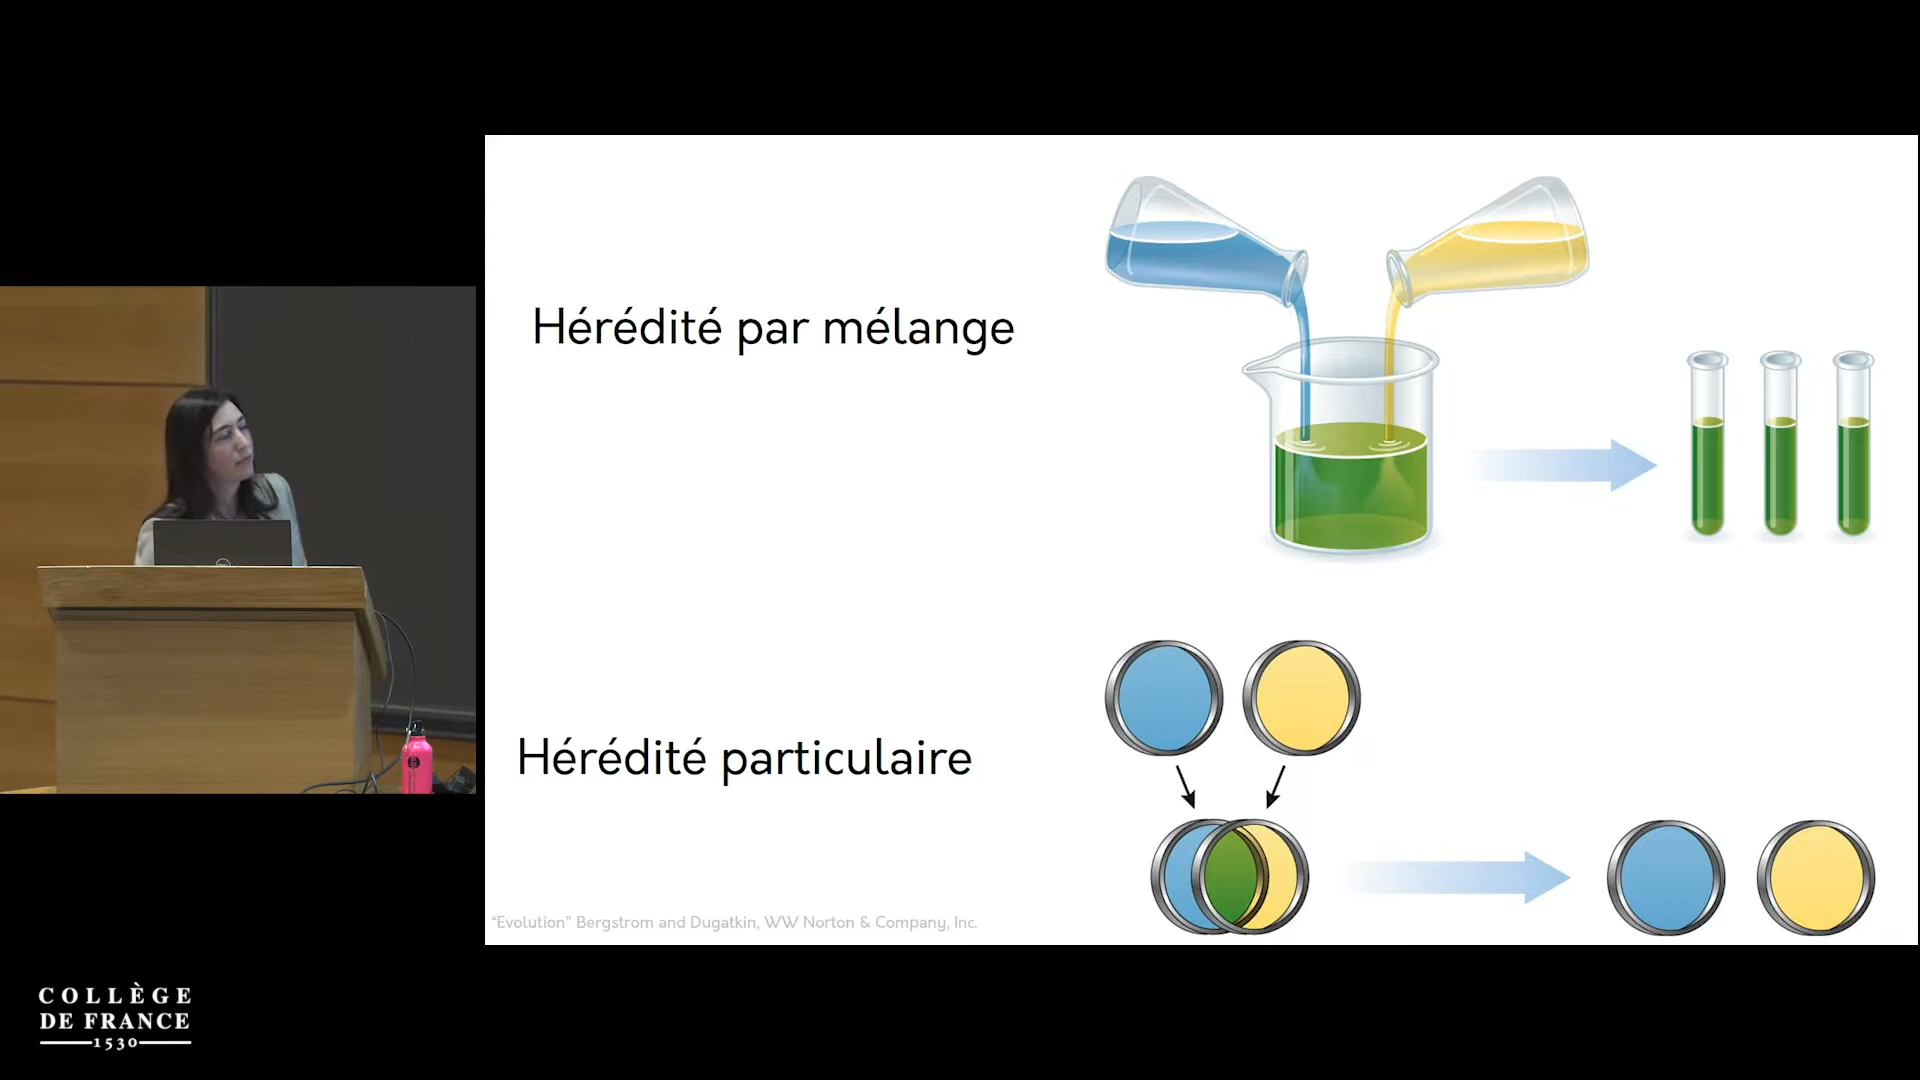 Hérédité par mélange
Hérédité particulaire
“Evolution” Bergstrom and Dugatkin, WW Norton & Company, Inc.
COLLÈGE
DE FRANCE
1530